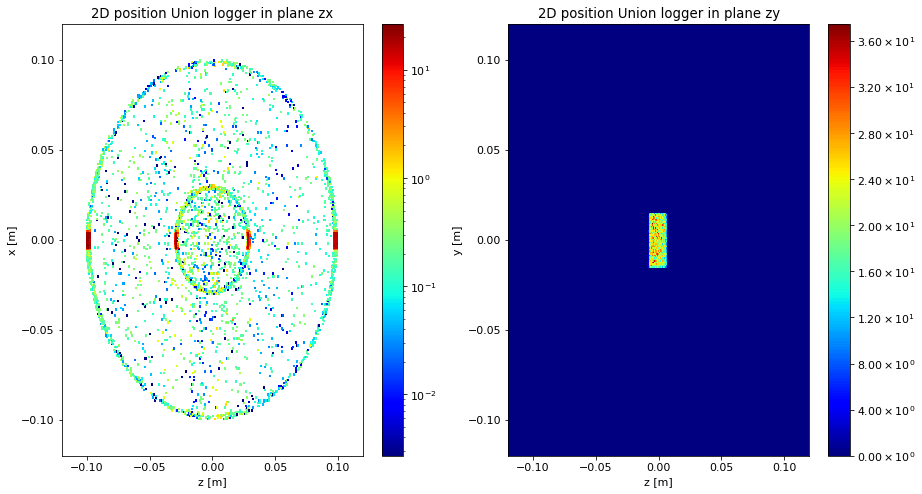 2D position Union logger in plane zx
0.10
0.05
0.00
−0.05
−0.10
x [m]
−0.10 −0.05 0.00 0.05 0.10
z [m]
10¹
10⁰
10⁻¹
10⁻²
2D position Union logger in plane zy
0.10
0.05
0.00
−0.05
−0.10
y [m]
−0.10 −0.05 0.00 0.05 0.10
z [m]
3.60 × 10¹
3.20 × 10¹
2.80 × 10¹
2.40 × 10¹
2.00 × 10¹
1.60 × 10¹
1.20 × 10¹
8.00 × 10⁰
4.00 × 10⁰
0.00 × 10⁰